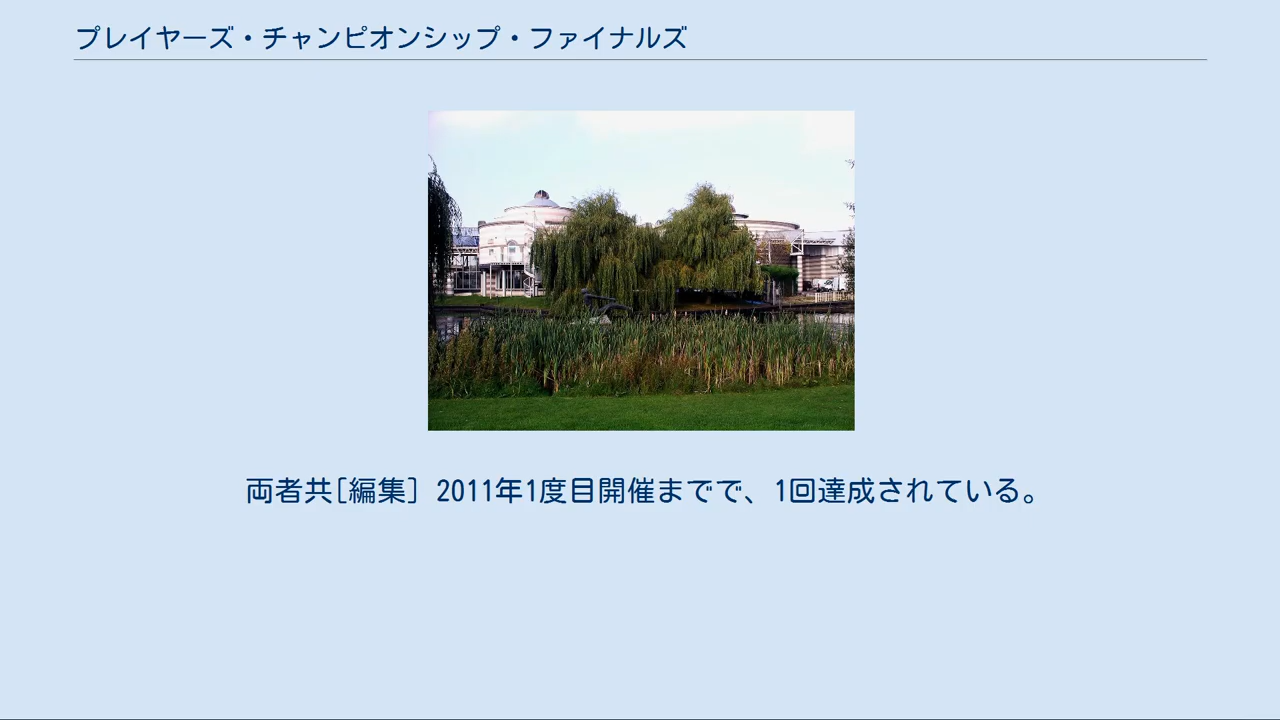 プレイヤーズ・チャンピオンシップ・ファイナルズ
両者共[編集] 2011年1度目開催までで、1回達成されている。